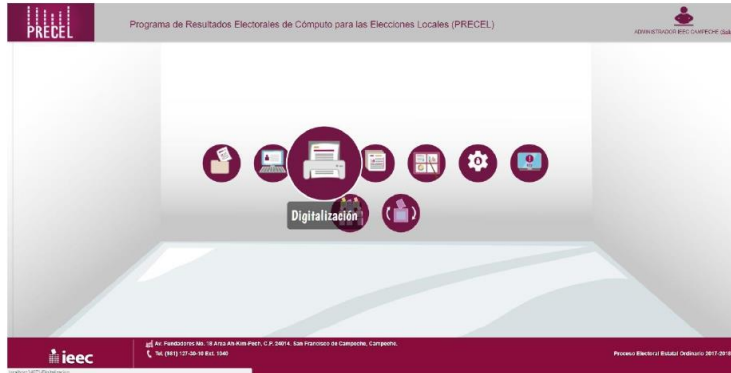 PRECEL
Programa de Resultados Electorales de Cómputo para las Elecciones Locales (PRECEL)
ADMINISTRADOR IEEC CAMPECHE
Digitalización
ieec
Av. Fundadores No. 18 Area Ah-Kim-Pech, C.P. 24014, San Francisco de Campeche, Campeche.
Tel. (981) 127-30-10 Ext. 1040
Proceso Electoral Estatal Ordinario 2017-2018